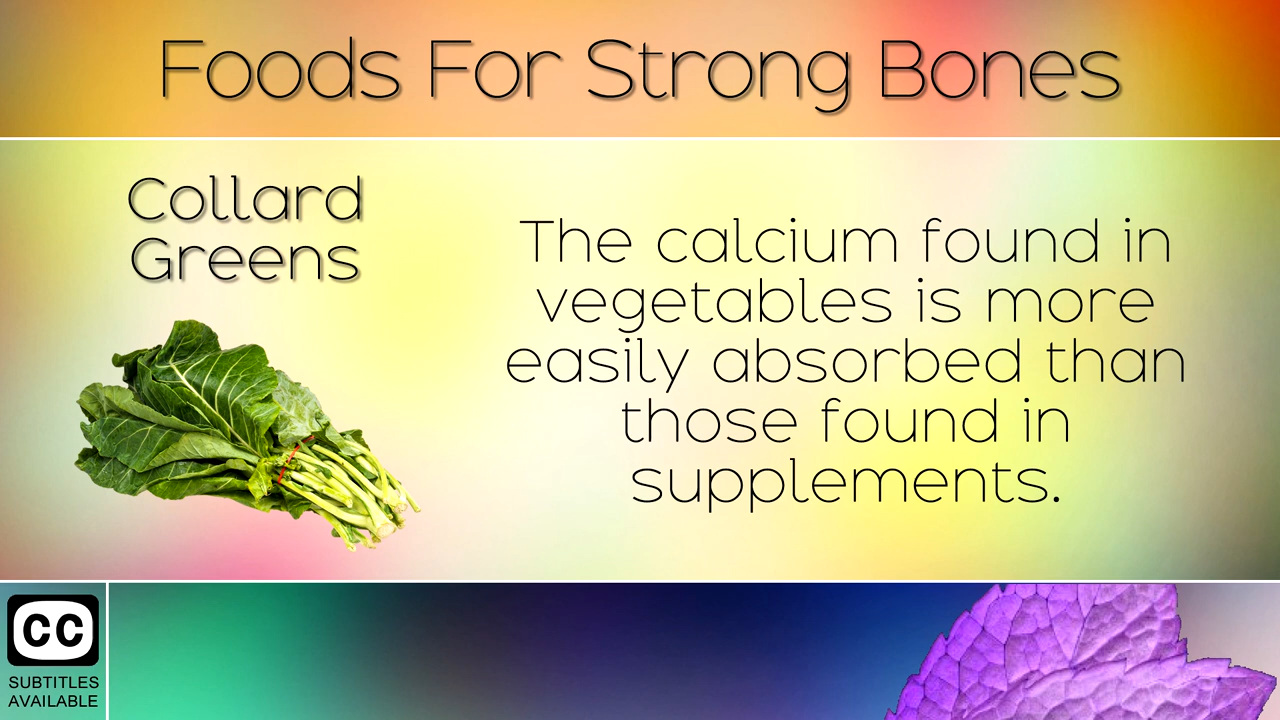 Foods For Strong Bones
Collard
Greens
The calcium found in
vegetables is more
easily absorbed than
those found in
supplements.
CC
SUBTITLES
AVAILABLE